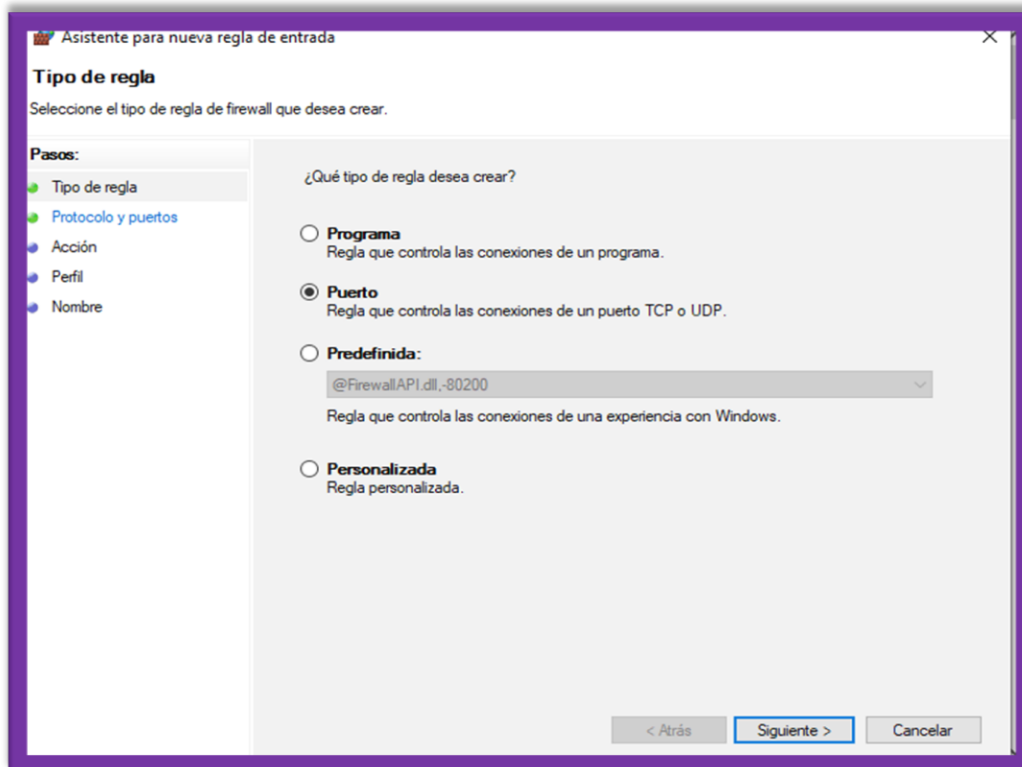 Asistente para nueva regla de entrada
Tipo de regla
Seleccione el tipo de regla de firewall que desea crear.
Pasos:
Tipo de regla
Protocolo y puertos
Acción
Perfil
Nombre
¿Qué tipo de regla desea crear?
Programa
Regla que controla las conexiones de un programa.
Puerto
Regla que controla las conexiones de un puerto TCP o UDP.
Predefinida:
@FirewallAPI.dll,-80200
Regla que controla las conexiones de una experiencia con Windows.
Personalizada
Regla personalizada.
< Atrás
Siguiente >
Cancelar